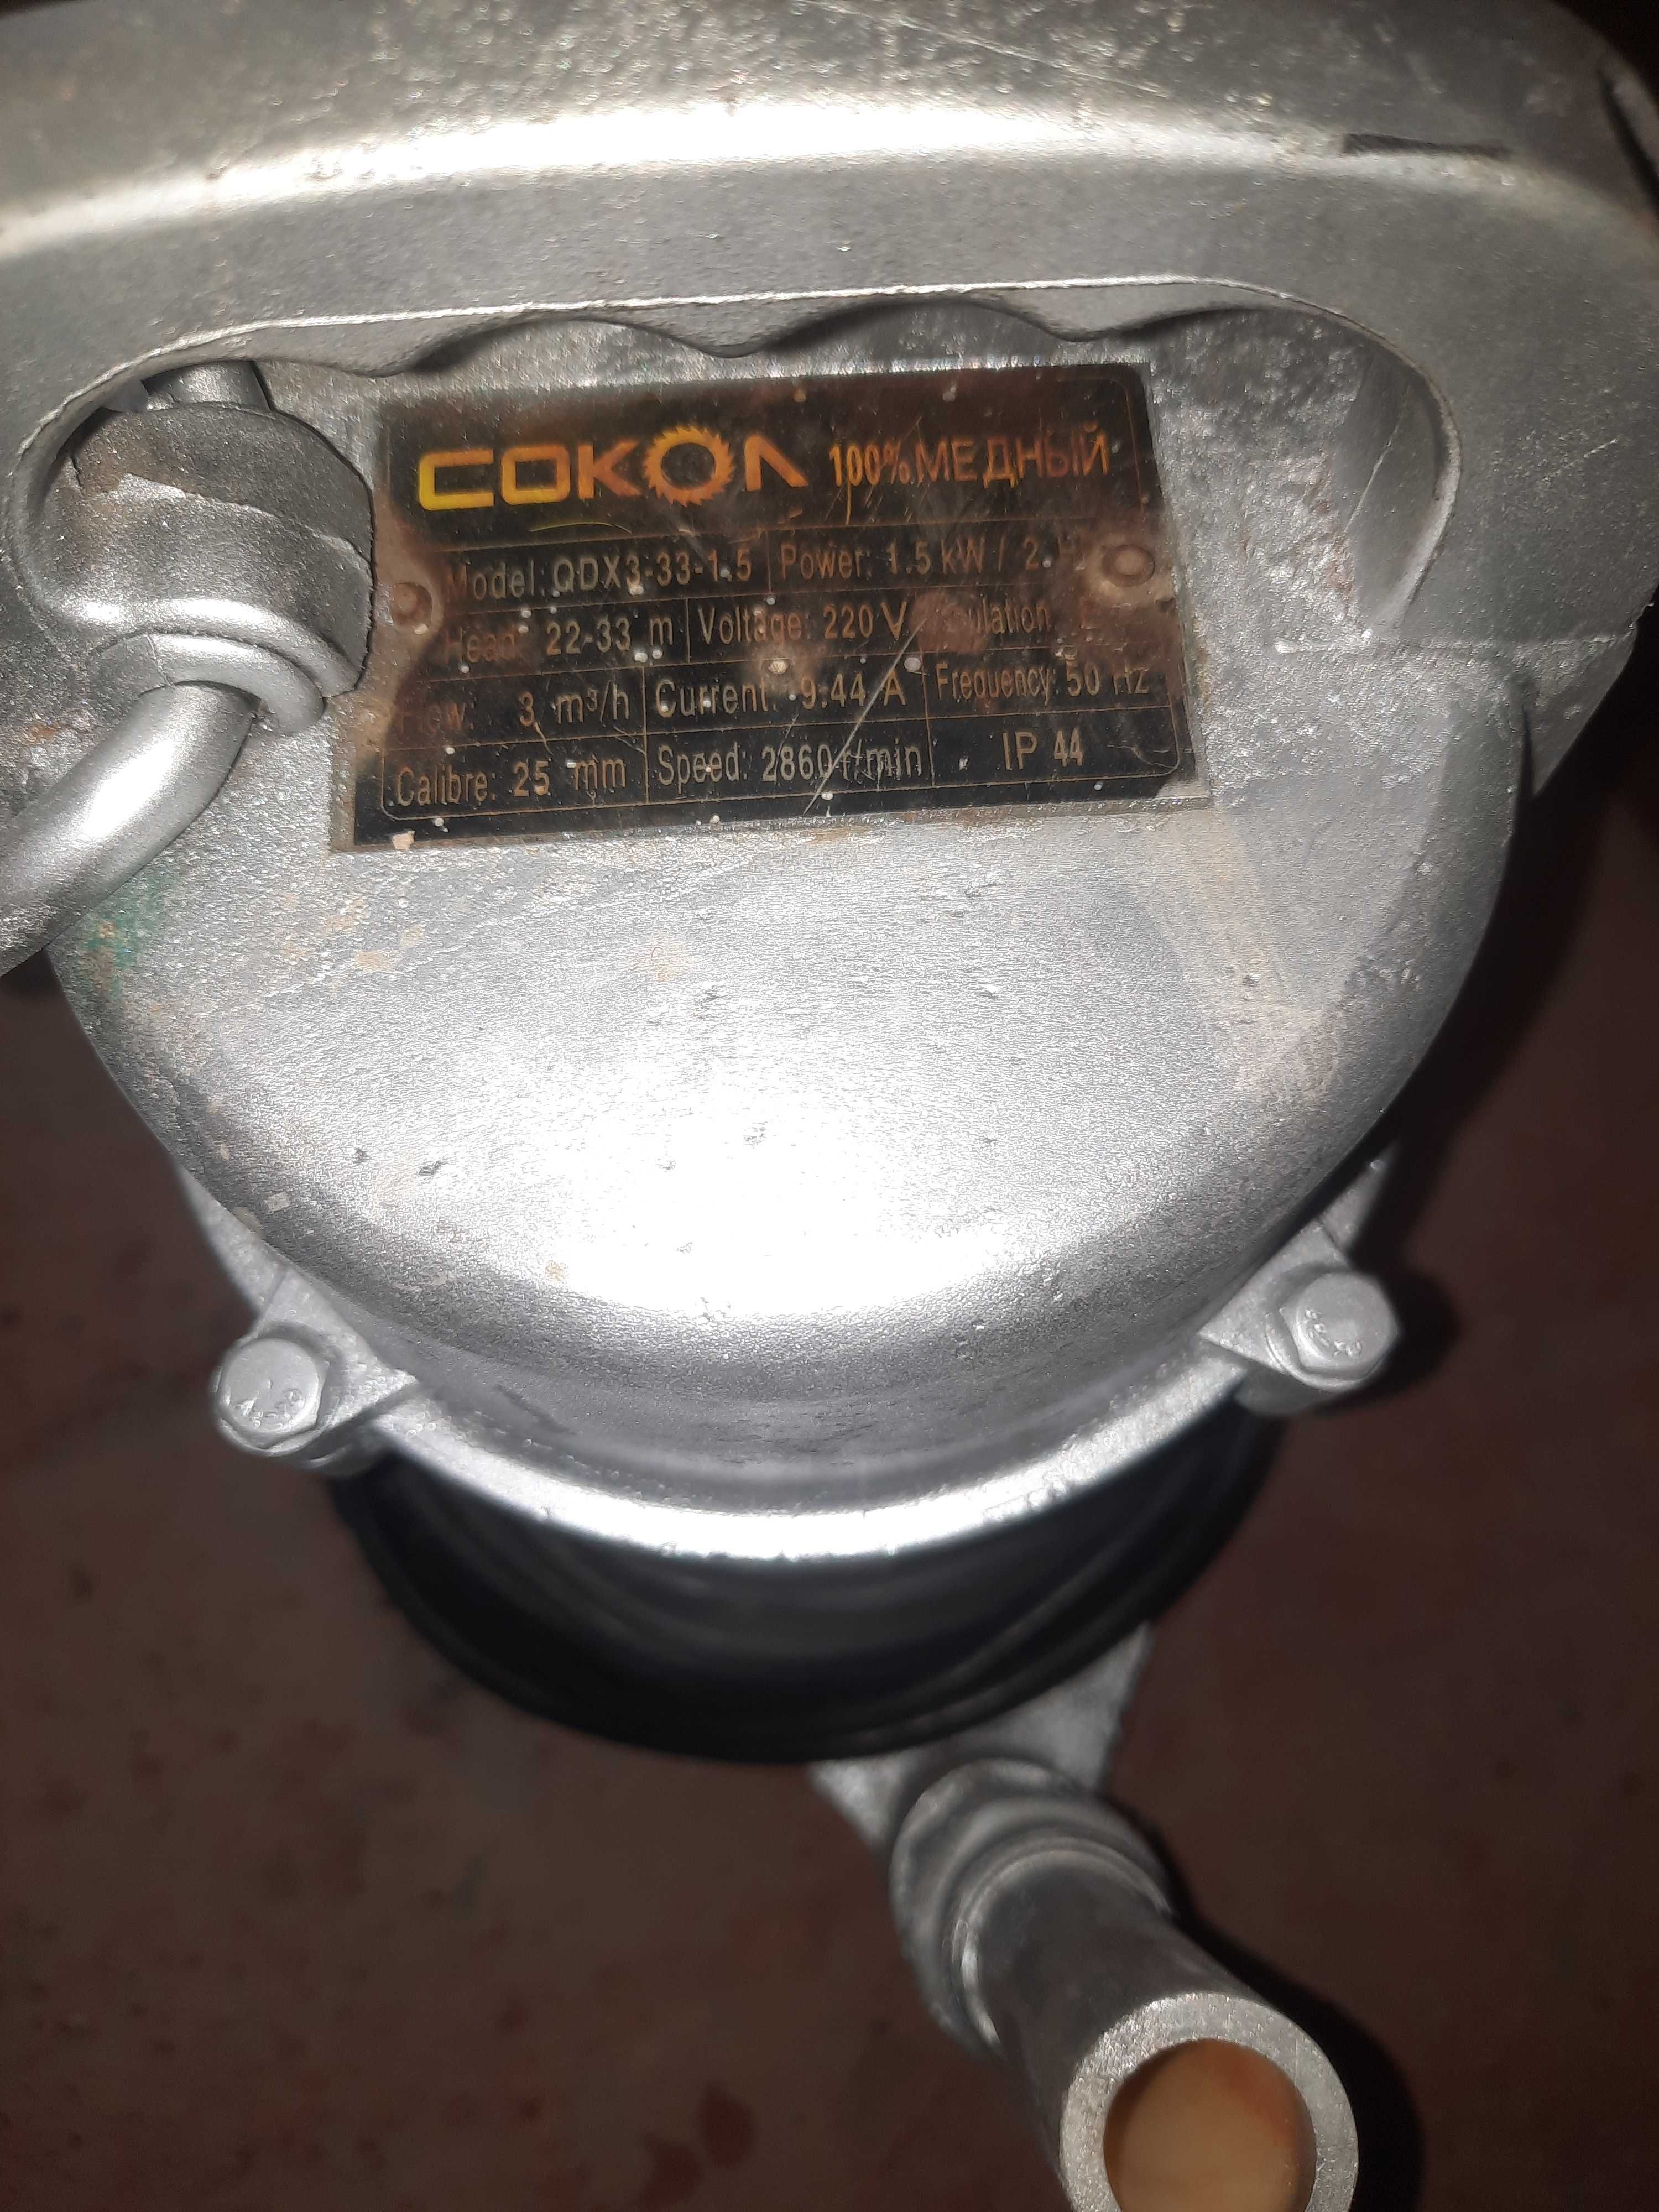 СОКОЛ 100% МЕДНЫЙ
Model: QDX3-33-1.5 Power: 1.5 kW / 2.
Head: 22-33 m Voltage: 220 V
Flow: 3 m³/h Current: 9.44 A Frequency: 50 Hz
Calibre: 25 mm Speed: 2860 r/min IP 44